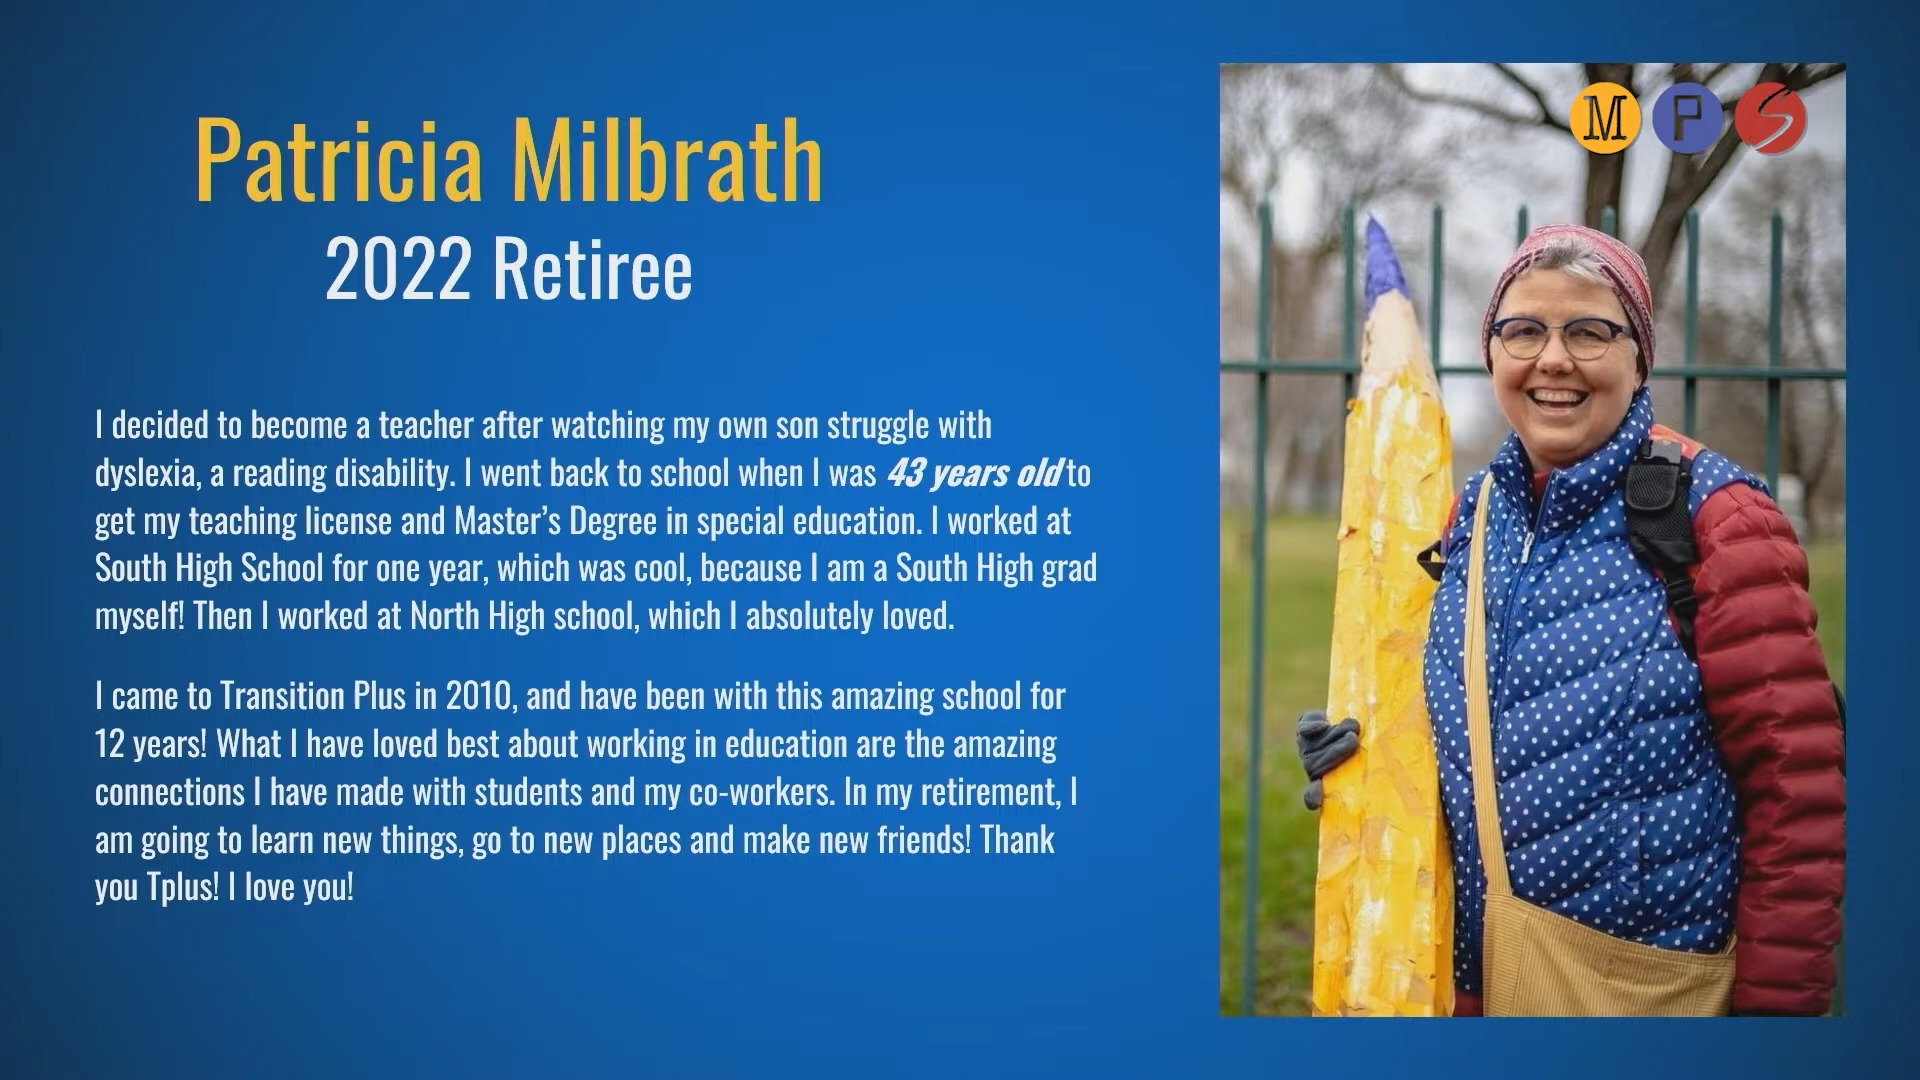 M P S
Patricia Milbrath
2022 Retiree
I decided to become a teacher after watching my own son struggle with
dyslexia, a reading disability. I went back to school when I was 43 years old to
get my teaching license and Master’s Degree in special education. I worked at
South High School for one year, which was cool, because I am a South High grad
myself! Then I worked at North High school, which I absolutely loved.
I came to Transition Plus in 2010, and have been with this amazing school for
12 years! What I have loved best about working in education are the amazing
connections I have made with students and my co-workers. In my retirement, I
am going to learn new things, go to new places and make new friends! Thank
you Tplus! I love you!